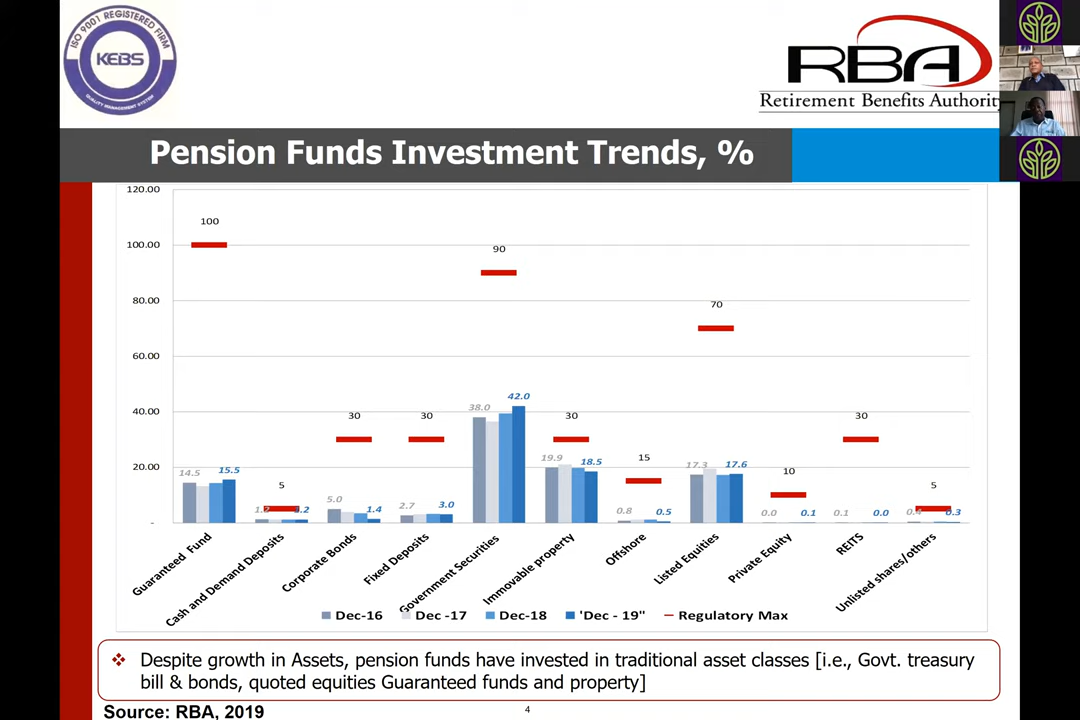 ISO 9001 REGISTERED FIRM
KEBS
QUALITY MANAGEMENT SYSTEM
RBA
Retirement Benefits Authority
Pension Funds Investment Trends, %
120.00
100.00
80.00
60.00
40.00
20.00
-
100
5
30
30
90
30
15
70
10
30
5
14.5 15.5
1.2
5.0 1.4
2.7 3.0
38.0 42.0
19.9 18.5
0.8 0.5
17.3 17.6
0.0 0.1
0.1 0.0
0.3
Guaranteed Fund
Cash and Demand Deposits
Corporate Bonds
Fixed Deposits
Government Securities
Immovable property
Offshore
Listed Equities
Private Equity
REITS
Unlisted shares/others
Dec-16 Dec -17 Dec-18 'Dec - 19" Regulatory Max
❖ Despite growth in Assets, pension funds have invested in traditional asset classes [i.e., Govt. treasury
bill & bonds, quoted equities Guaranteed funds and property]
Source: RBA, 2019
4